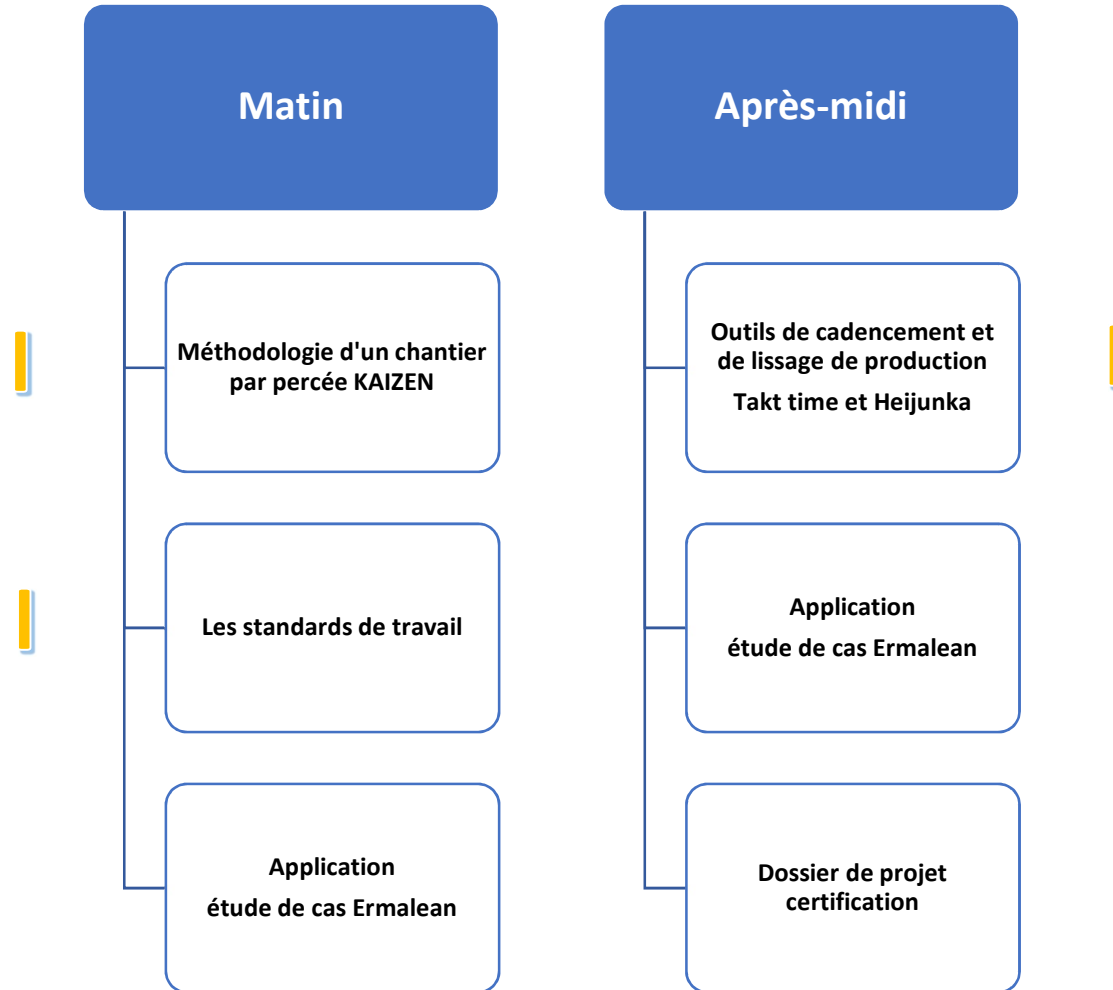 Matin
Méthodologie d'un chantier
par percée KAIZEN
Les standards de travail
Application
étude de cas Ermalean
Après-midi
Outils de cadencement et
de lissage de production
Takt time et Heijunka
Application
étude de cas Ermalean
Dossier de projet
certification